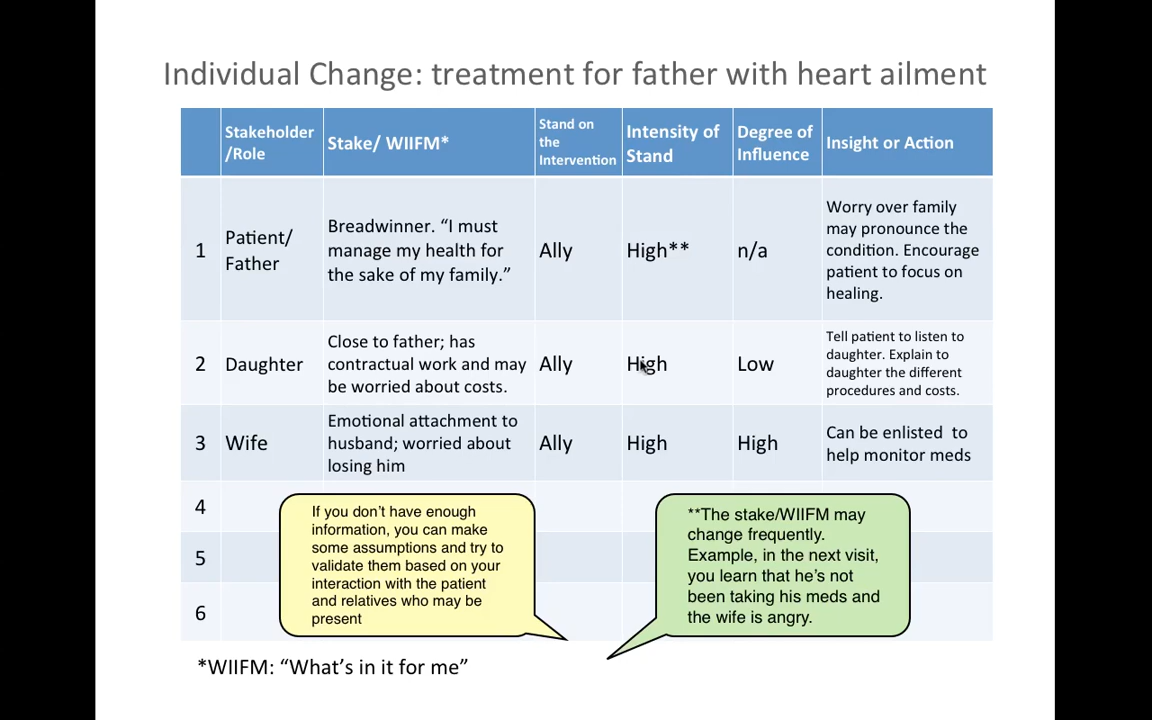 Individual Change: treatment for father with heart ailment
Stakeholder
/Role
Stake/ WIIFM*
Stand on
the
Intervention
Intensity of
Stand
Degree of
Influence
Insight or Action
1
Patient/
Father
Breadwinner. “I must
manage my health for
the sake of my family.”
Ally
High**
n/a
Worry over family
may pronounce the
condition. Encourage
patient to focus on
healing.
2
Daughter
Close to father; has
contractual work and may
be worried about costs.
Ally
High
Low
Tell patient to listen to
daughter. Explain to
daughter the different
procedures and costs.
3
Wife
Emotional attachment to
husband; worried about
losing him
Ally
High
High
Can be enlisted to
help monitor meds
4
5
6
If you don’t have enough
information, you can make
some assumptions and try to
validate them based on your
interaction with the patient
and relatives who may be
present
**The stake/WIIFM may
change frequently.
Example, in the next visit,
you learn that he’s not
been taking his meds and
the wife is angry.
*WIIFM: “What’s in it for me”